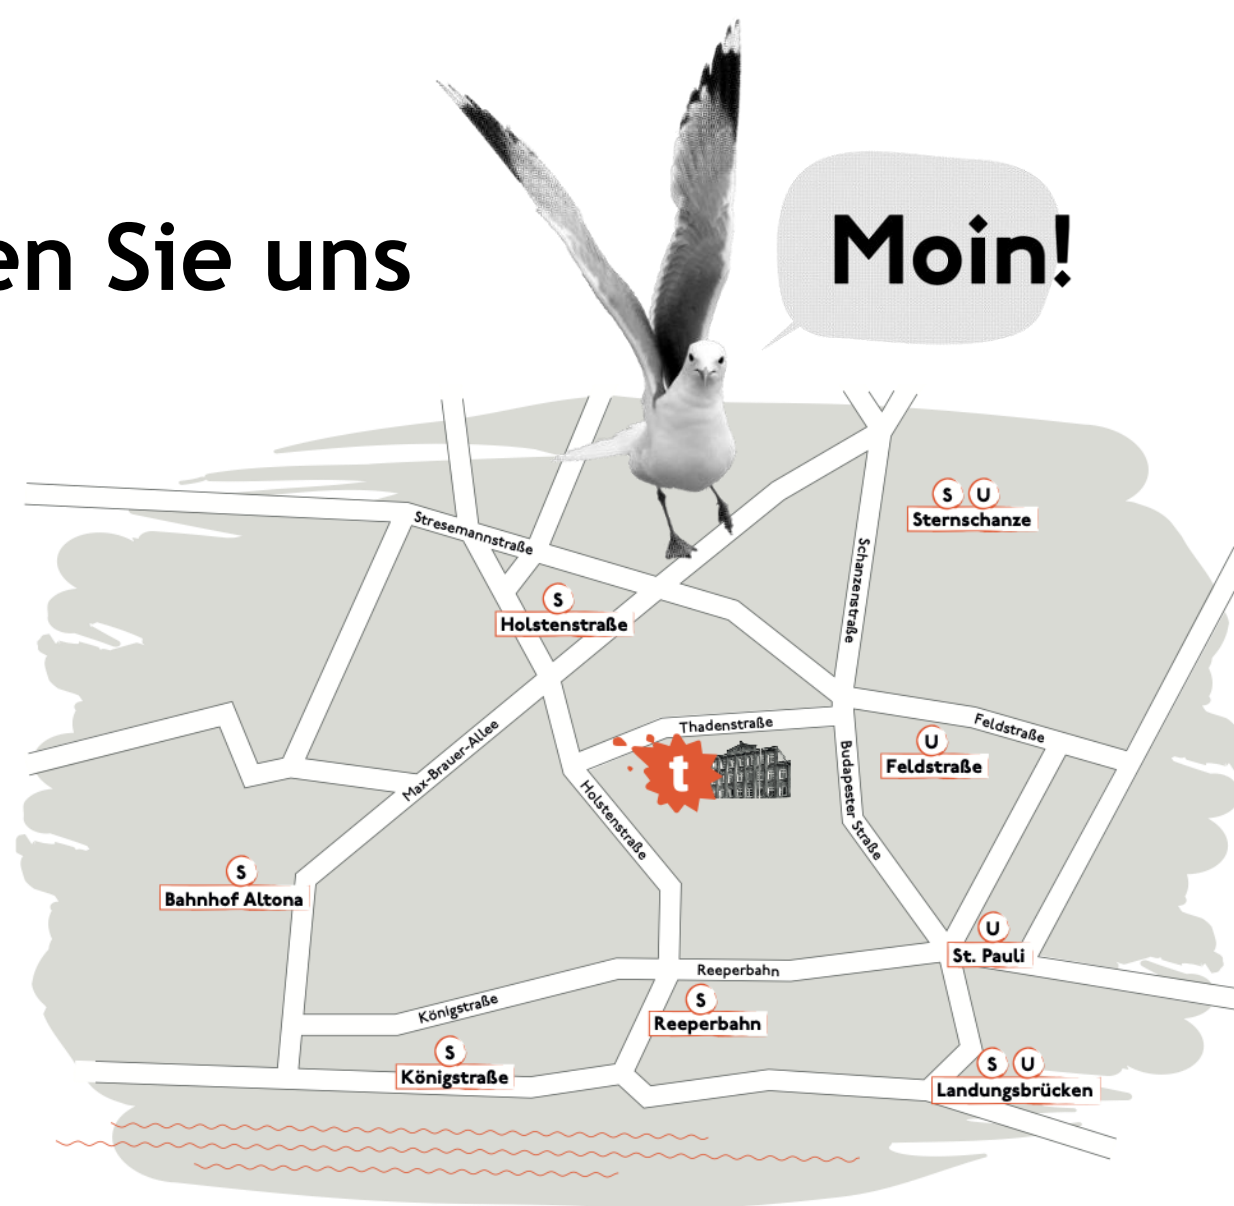 en Sie uns
Moin!
S U
Sternschanze
Stresemannstraße
Schanzenstraße
S
Holstenstraße
Thadenstraße
Feldstraße
U
Feldstraße
Max-Brauer-Allee
t
Budapester Straße
Holstenstraße
S
Bahnhof Altona
U
St. Pauli
Reeperbahn
Königstraße
S
Reeperbahn
S
Königstraße
S U
Landungsbrücken